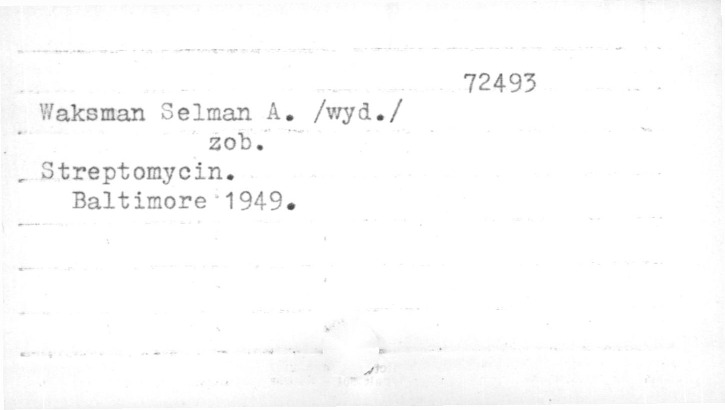 72493
Waksman Selman A. /wyd./
zob.
Streptomycin.
Baltimore 1949.